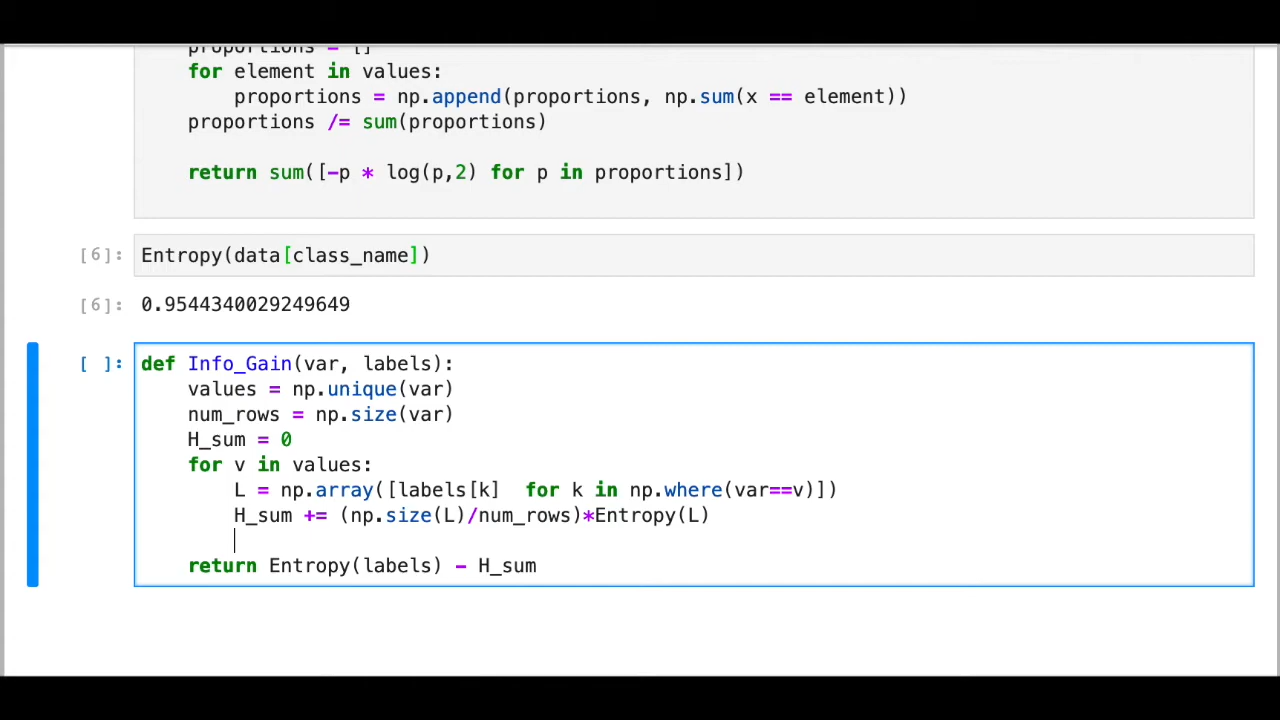 proportions = []
for element in values:
proportions = np.append(proportions, np.sum(x == element))
proportions /= sum(proportions)
return sum([-p * log(p,2) for p in proportions])
[6]: Entropy(data[class_name])
[6]: 0.9544340029249649
[ ]: def Info_Gain(var, labels):
values = np.unique(var)
num_rows = np.size(var)
H_sum = 0
for v in values:
L = np.array([labels[k]  for k in np.where(var==v)])
H_sum += (np.size(L)/num_rows)*Entropy(L)
return Entropy(labels) - H_sum